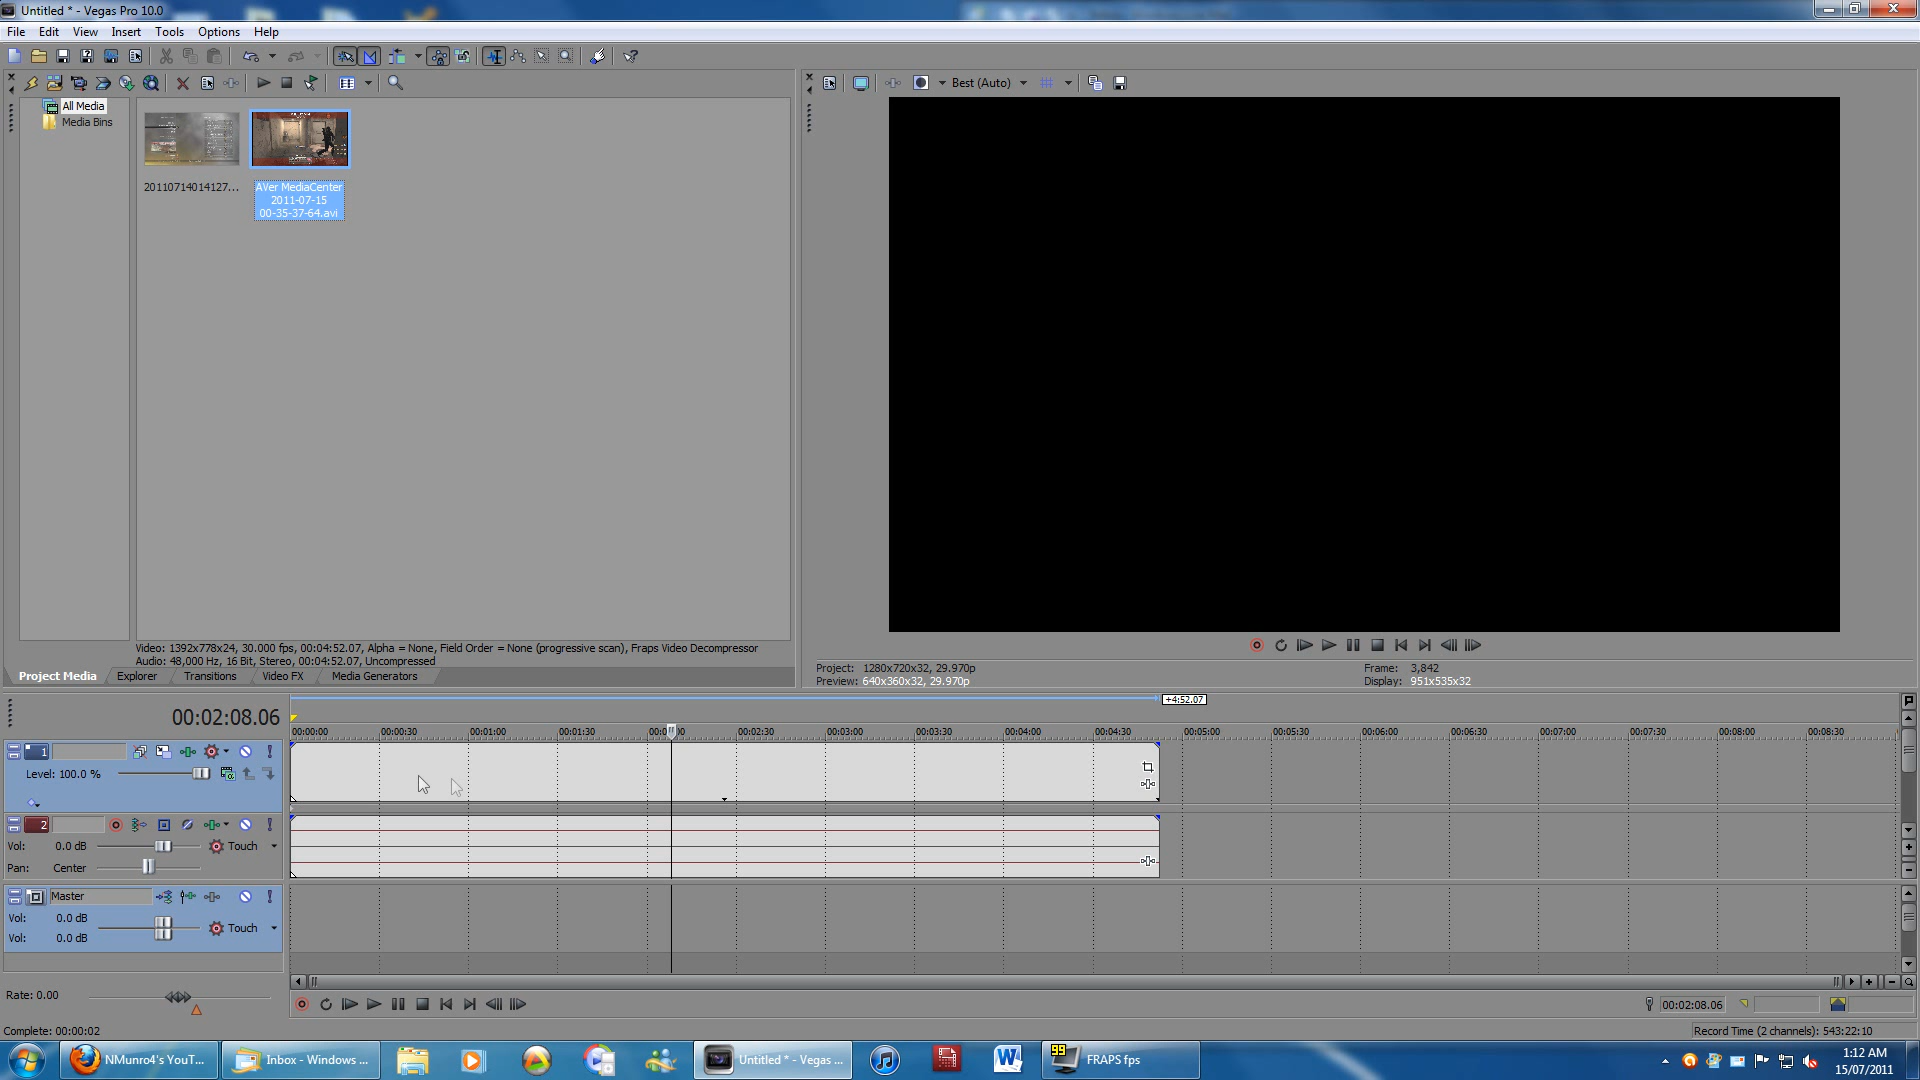 Untitled * - Vegas Pro 10.0
File Edit View Insert Tools Options Help
Best (Auto)
All Media
Media Bins
20110714014127...
AVer MediaCenter
2011-07-15
00-35-37-64.avi
Video: 1392x778x24, 30.000 fps, 00:04:52.07, Alpha = None, Field Order = None (progressive scan), Fraps Video Decompressor
Audio: 48,000 Hz, 16 Bit, Stereo, 00:04:52.07, Uncompressed
Project Media Explorer Transitions Video FX Media Generators
Project: 1280x720x32, 29.970p
Preview: 640x360x32, 29.970p
Frame: 3,842
Display: 951x535x32
00:02:08.06
+4:52.07
00:00:00 00:00:30 00:01:00 00:01:30 00:02:30 00:03:00 00:03:30 00:04:00 00:04:30 00:05:00 00:05:30 00:06:00 00:06:30 00:07:00 00:07:30 00:08:00 00:08:30
1
Level: 100.0 %
2
Vol: 0.0 dB Touch
Pan: Center
Master
Vol: 0.0 dB
Touch
Vol: 0.0 dB
Rate: 0.00
00:02:08.06
Complete: 00:00:02
Record Time (2 channels): 543:22:10
NMunro4's YouT...
Inbox - Windows ...
Untitled * - Vegas ...
99
FRAPS fps
1:12 AM
15/07/2011